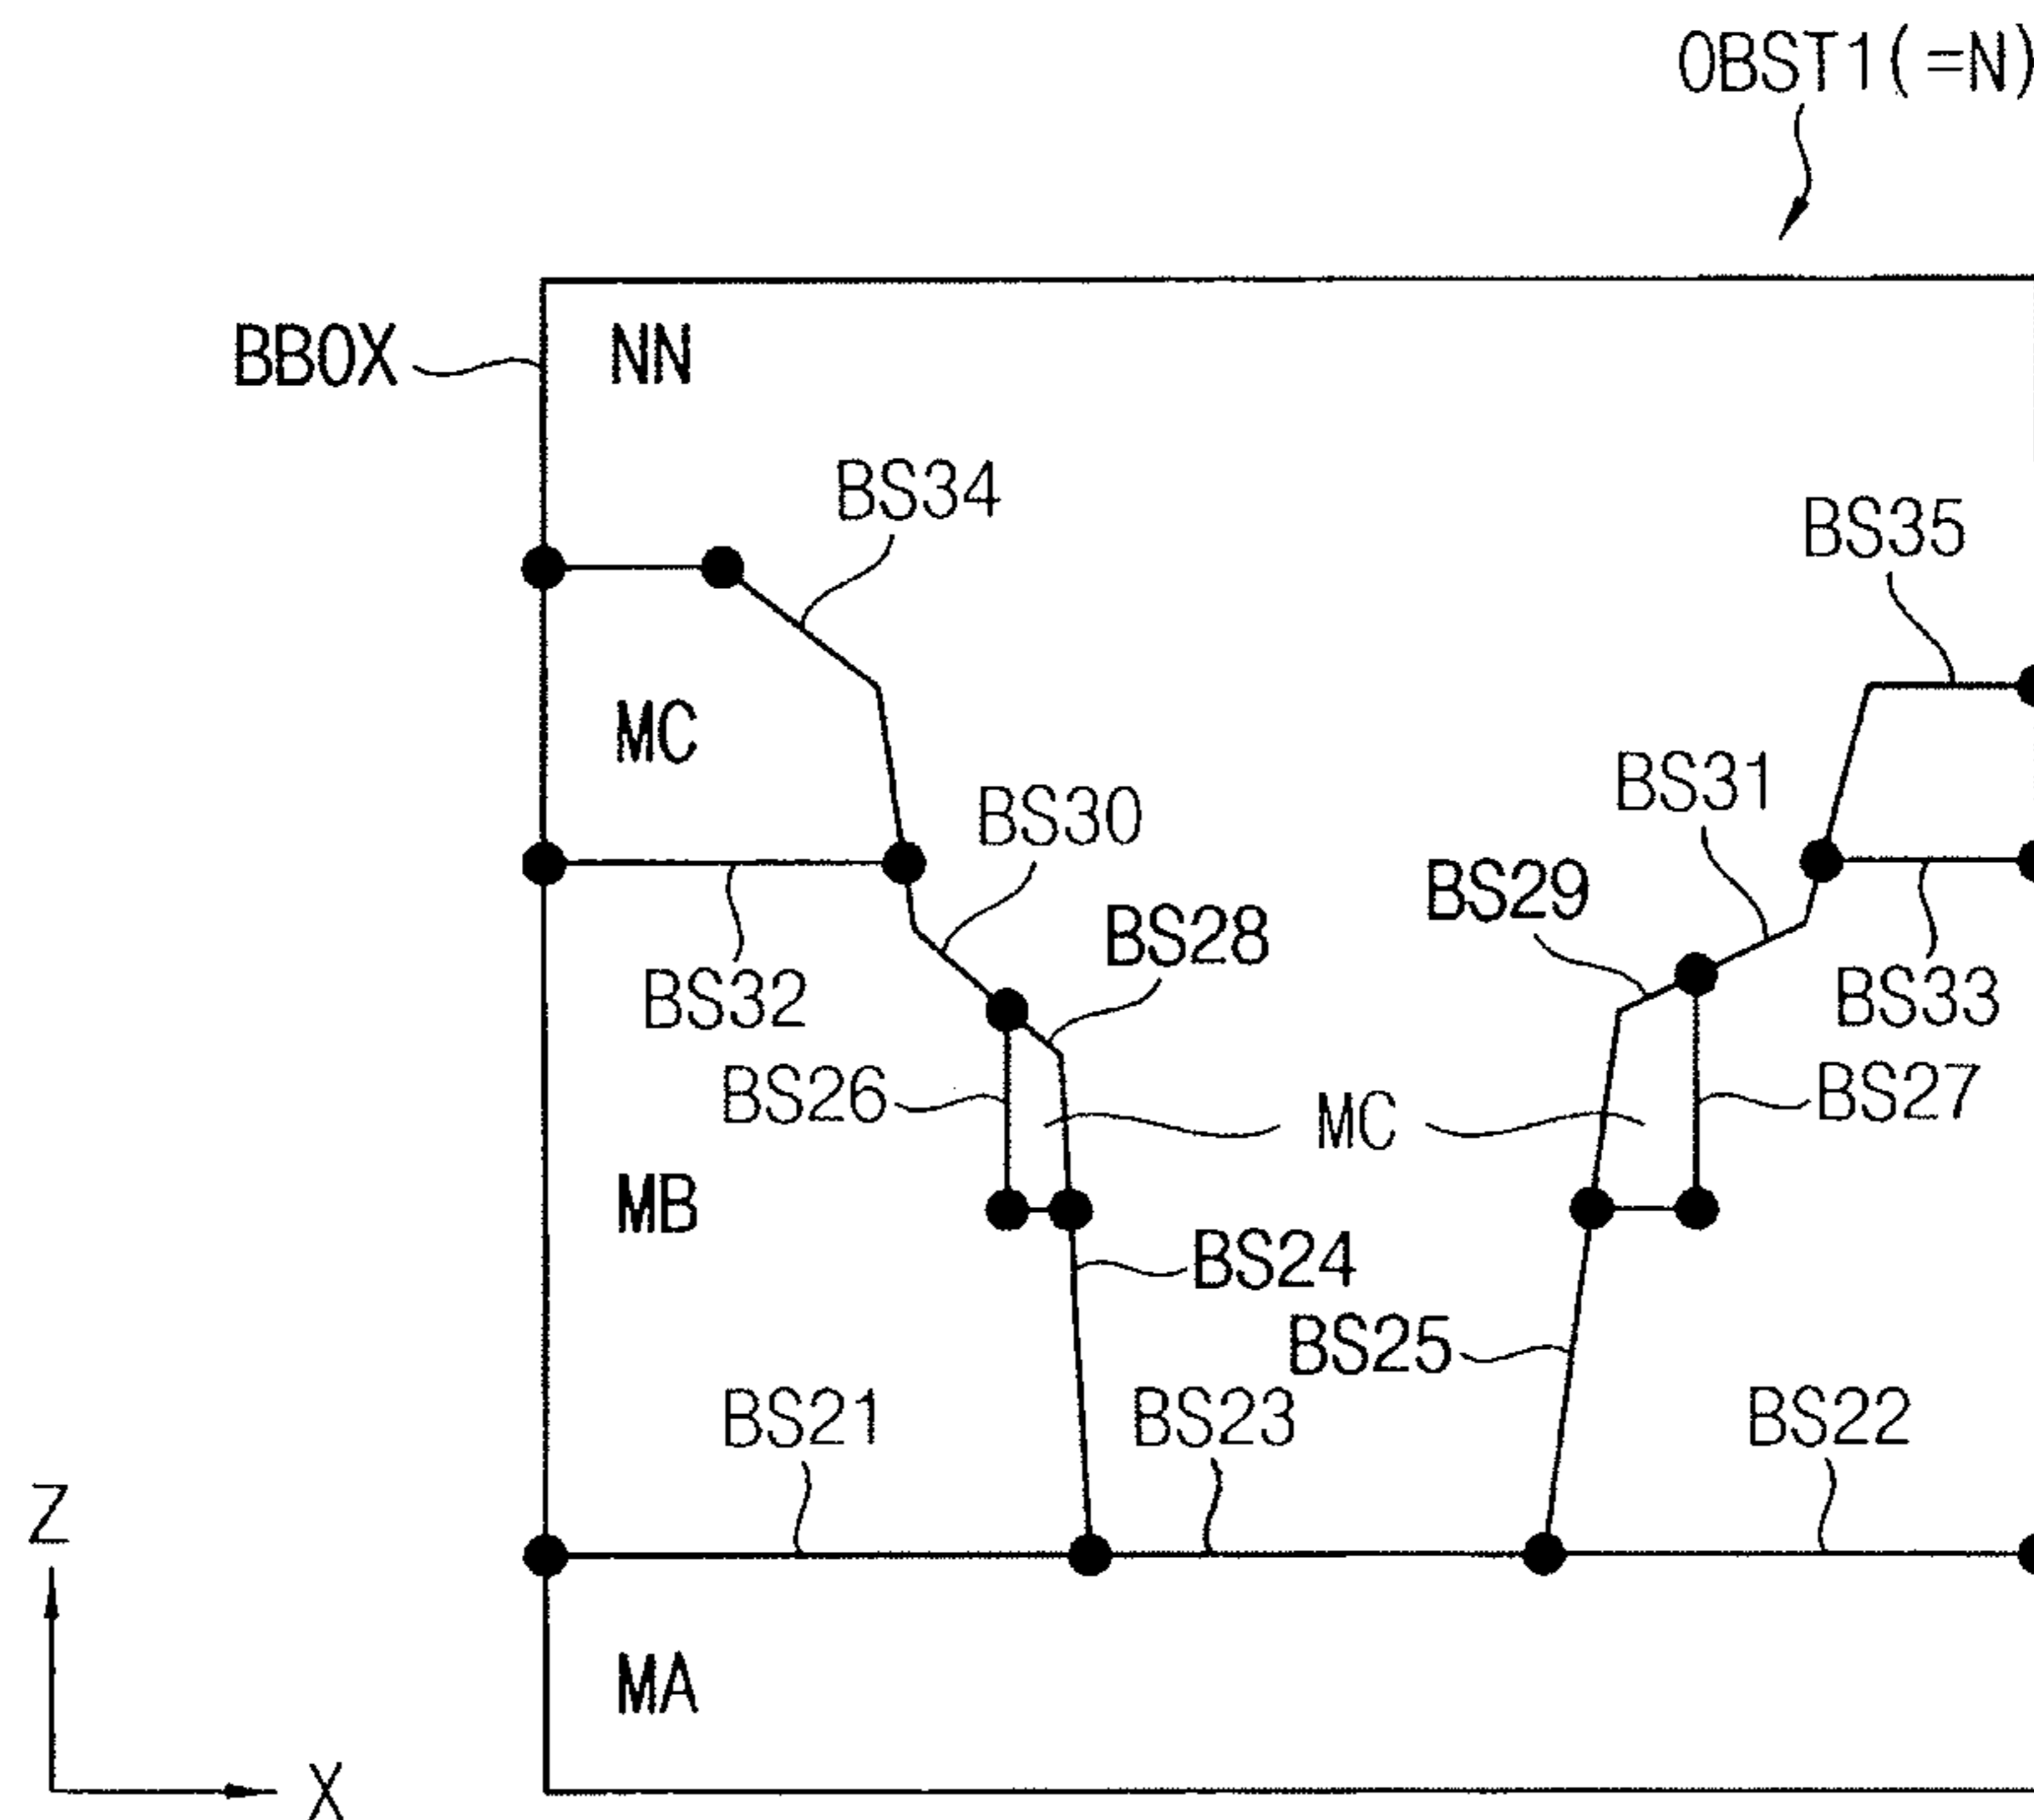 OBST1(=N)
BBOX
NN
BS34
BS35
MC
BS30
BS31
BS29
BS28
BS32
BS33
BS26
MC
BS27
MB
BS24
BS25
BS21
BS23
BS22
Z
MA
X